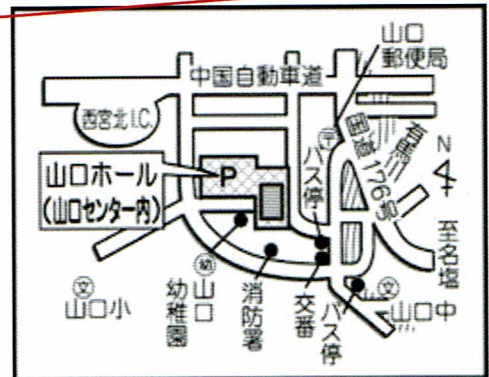 山口
郵便局
中国自動車道
西宮北I.C.
〒
バス停
国道176号
有馬川
N
山口ホール
(山口センター内)
P
至名塩
文
山口小
幼
山口
幼稚園
消防署
交番
バス停
文
山口中